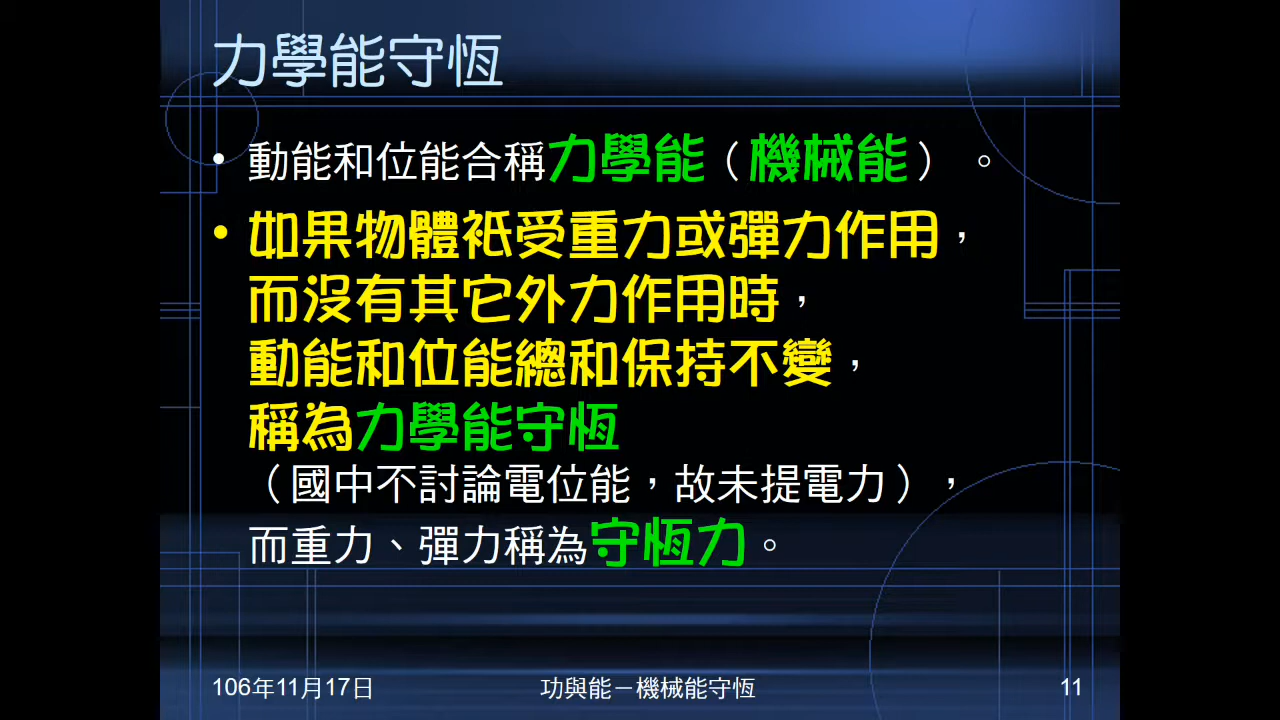 力學能守恆
• 動能和位能合稱力學能（機械能）。
• 如果物體祇受重力或彈力作用，
而沒有其它外力作用時，
動能和位能總和保持不變，
稱為力學能守恆
（國中不討論電位能，故未提電力），
而重力、彈力稱為守恆力。
106年11月17日 功與能－機械能守恆 11